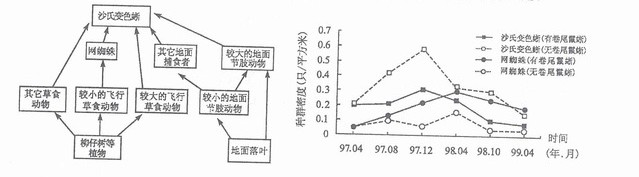 沙氏变色蜥
网蜘蛛
其它地面
捕食者
较大的地面
节肢动物
其它草食
动物
较小的飞行
草食动物
较大的飞行
草食动物
较小的地面
节肢动物
柳仔树等
植物
地面落叶
种群密度(只/平方米)
0.7
0.6
0.5
0.4
0.3
0.2
0.1
0
97.04
97.08
97.12
98.04
98.10
99.04
时间
(年、月)
沙氏变色蜥(有卷尾鬣蜥)
沙氏变色蜥(无卷尾鬣蜥)
网蜘蛛(有卷尾鬣蜥)
网蜘蛛(无卷尾鬣蜥)